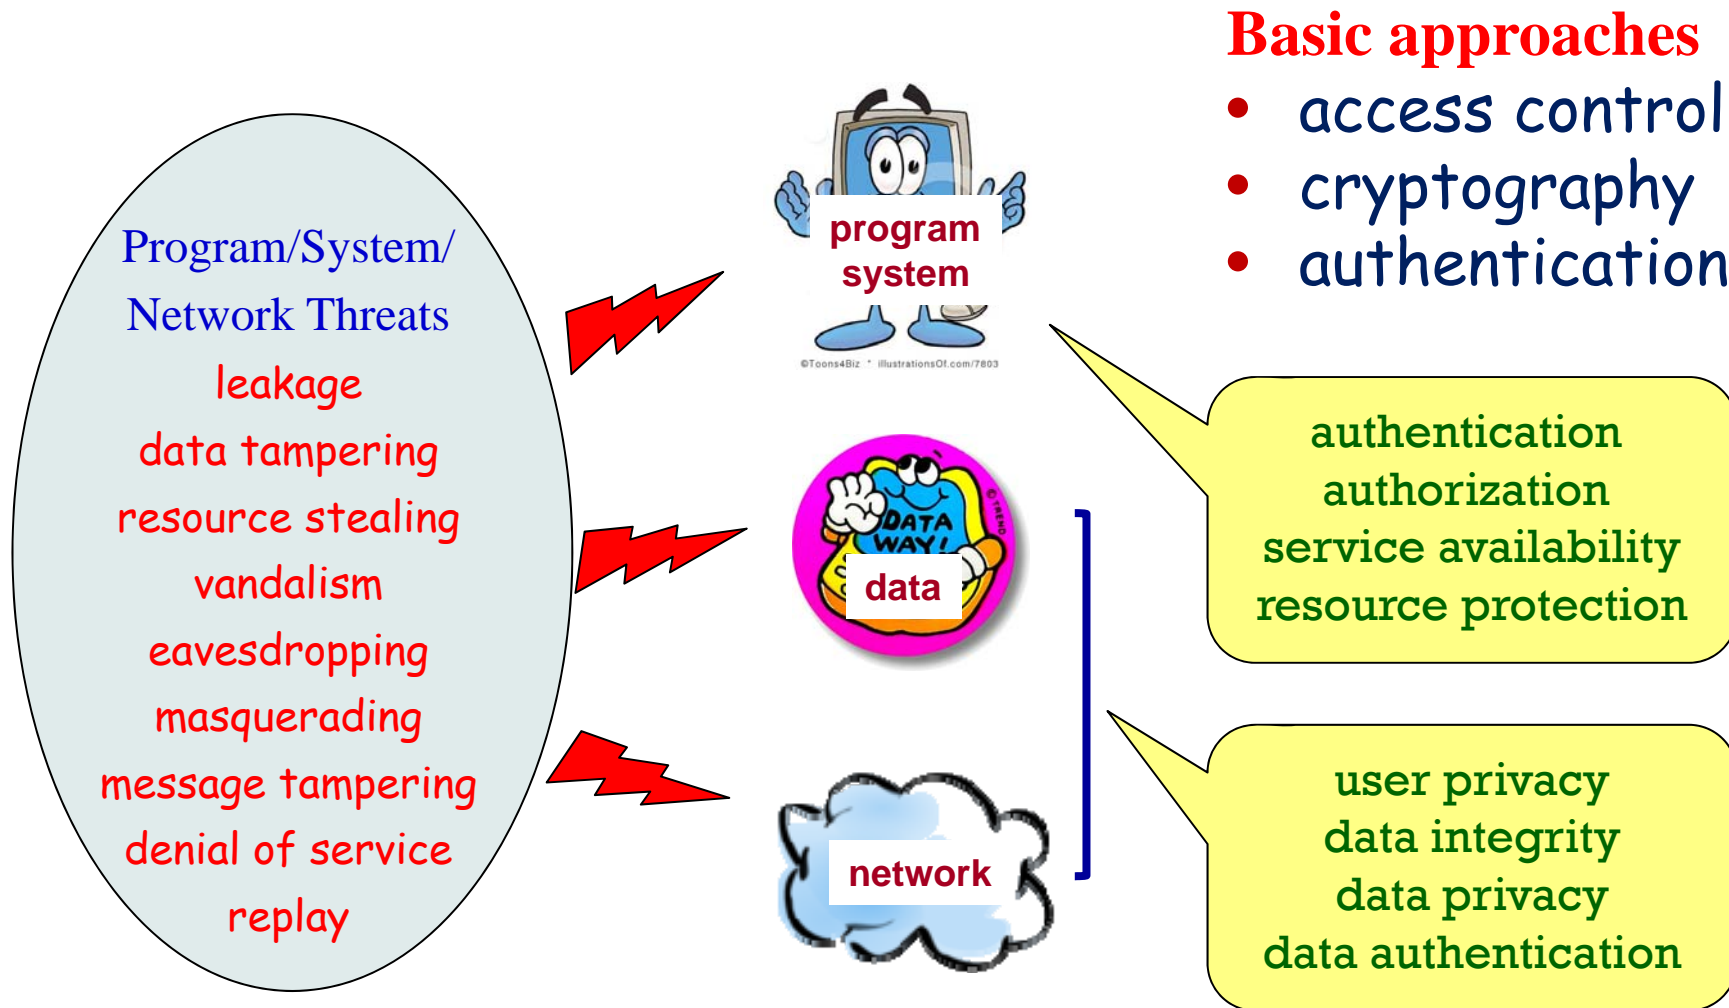 Basic approaches
• access control
• cryptography
• authentication
Program/System/
Network Threats
leakage
data tampering
resource stealing
vandalism
eavesdropping
masquerading
message tampering
denial of service
replay
program
system
©Toons4Biz * illustrationsOf.com/7803
DATA
WAY!
© TREND
data
network
authentication
authorization
service availability
resource protection
user privacy
data integrity
data privacy
data authentication